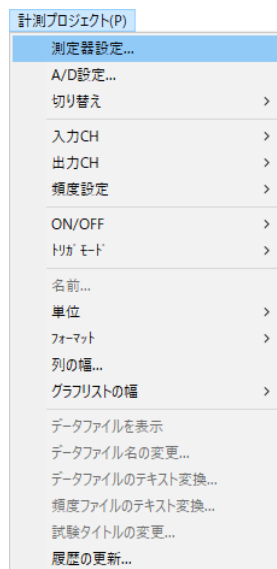 計測プロジェクト(P)
測定器設定...
A/D設定...
切り替え
入力CH
出力CH
頻度設定
ON/OFF
ﾄﾘｶﾞ ﾓｰﾄﾞ
名前...
単位
ﾌｫｰﾏｯﾄ
列の幅...
グラフリストの幅
データファイルを表示
データファイル名の変更...
データファイルのテキスト変換...
頻度ファイルのテキスト変換...
試験タイトルの変更...
履歴の更新...